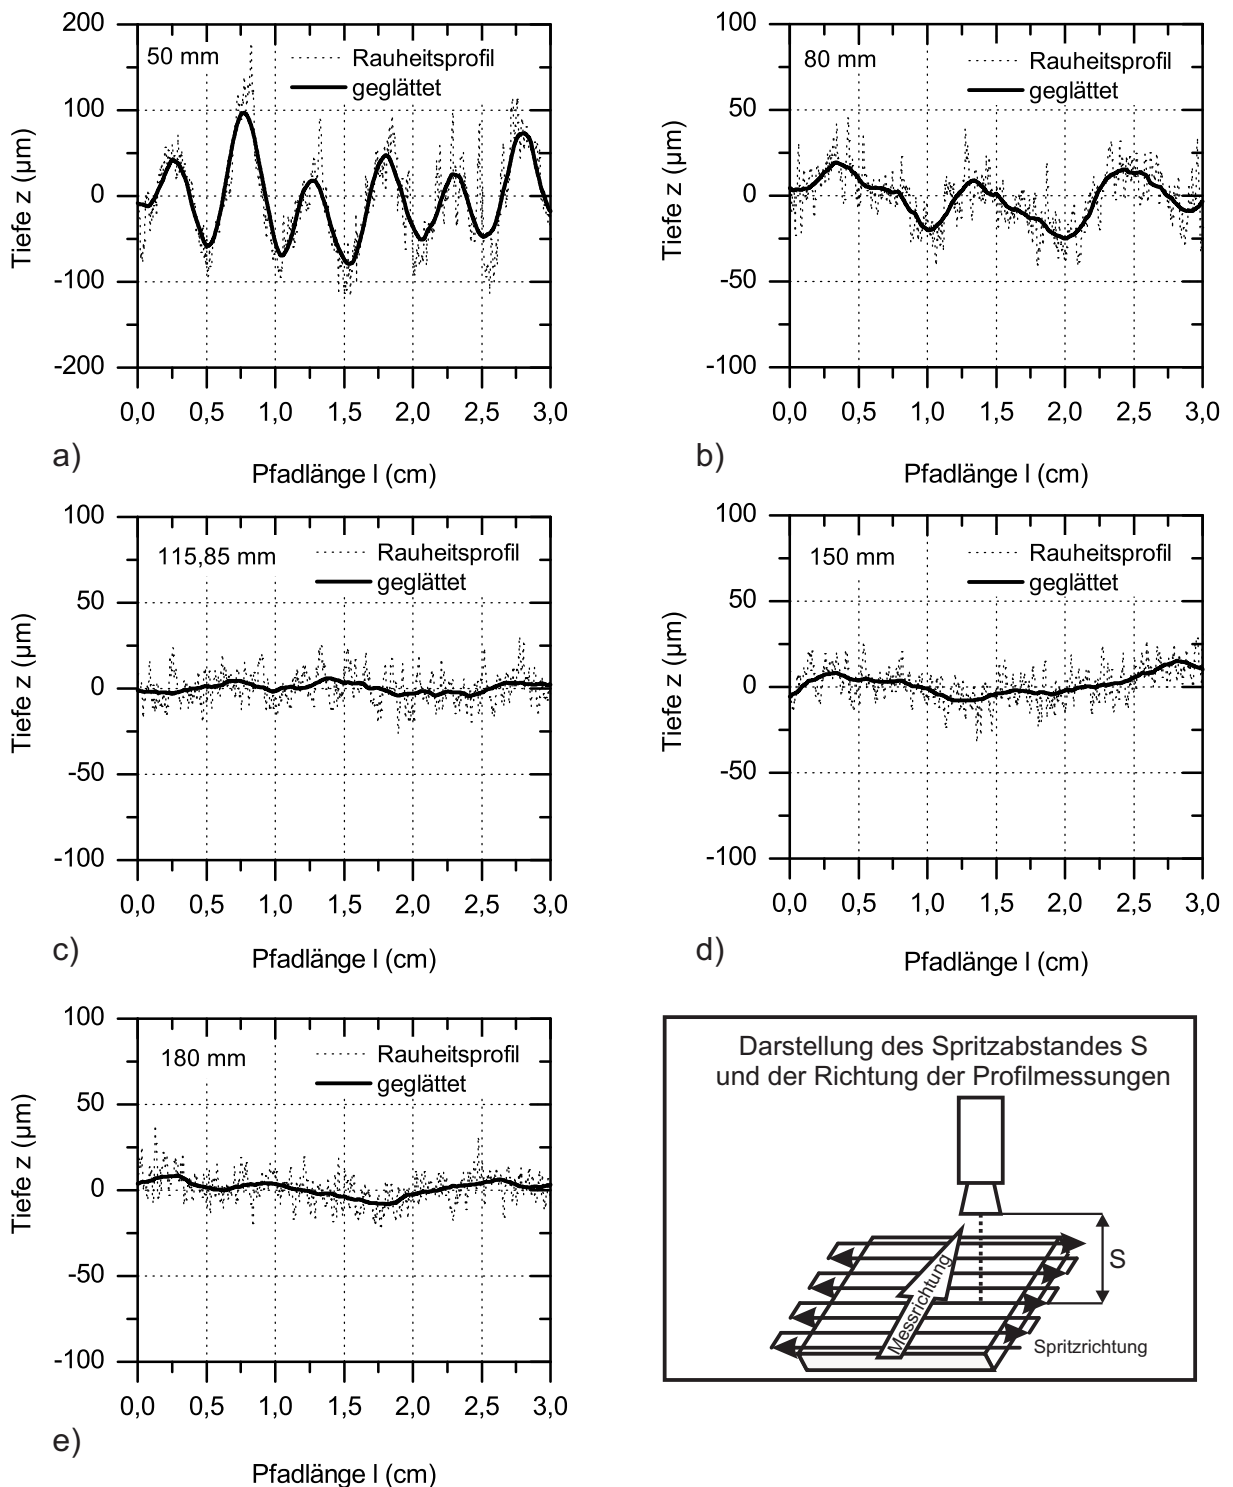 50 mm
Rauheitsprofil
geglättet
200
100
0
-100
-200
Tiefe z (µm)
0,0 0,5 1,0 1,5 2,0 2,5 3,0
Pfadlänge l (cm)
a)
80 mm
Rauheitsprofil
geglättet
100
50
0
-50
-100
Tiefe z (µm)
0,0 0,5 1,0 1,5 2,0 2,5 3,0
Pfadlänge l (cm)
b)
115,85 mm
Rauheitsprofil
geglättet
100
50
0
-50
-100
Tiefe z (µm)
0,0 0,5 1,0 1,5 2,0 2,5 3,0
Pfadlänge l (cm)
c)
150 mm
Rauheitsprofil
geglättet
100
50
0
-50
-100
Tiefe z (µm)
0,0 0,5 1,0 1,5 2,0 2,5 3,0
Pfadlänge l (cm)
d)
180 mm
Rauheitsprofil
geglättet
100
50
0
-50
-100
Tiefe z (µm)
0,0 0,5 1,0 1,5 2,0 2,5 3,0
Pfadlänge l (cm)
e)
Darstellung des Spritzabstandes S
und der Richtung der Profilmessungen
S
Messrichtung
Spritzrichtung